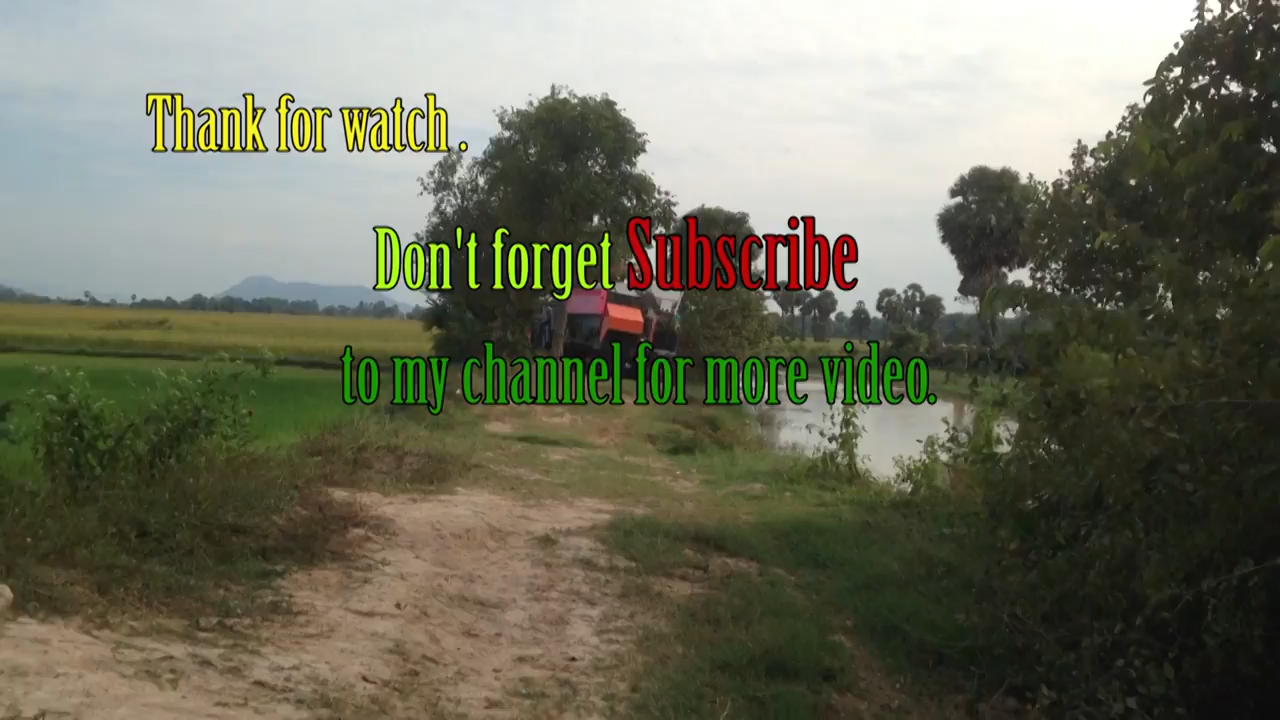 Thank for watch .
Don't forget Subscribe
to my channel for more video.